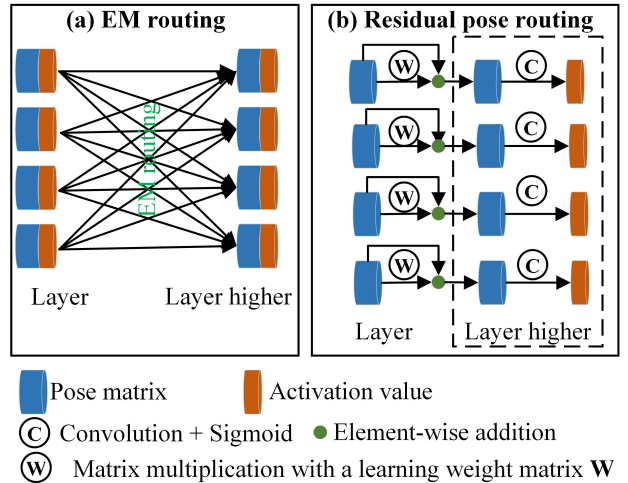 (a) EM routing
EM routing
Layer
Layer higher
(b) Residual pose routing
W
C
W
C
W
C
W
C
Layer
Layer higher
Pose matrix
Activation value
C Convolution + Sigmoid
Element-wise addition
W Matrix multiplication with a learning weight matrix W